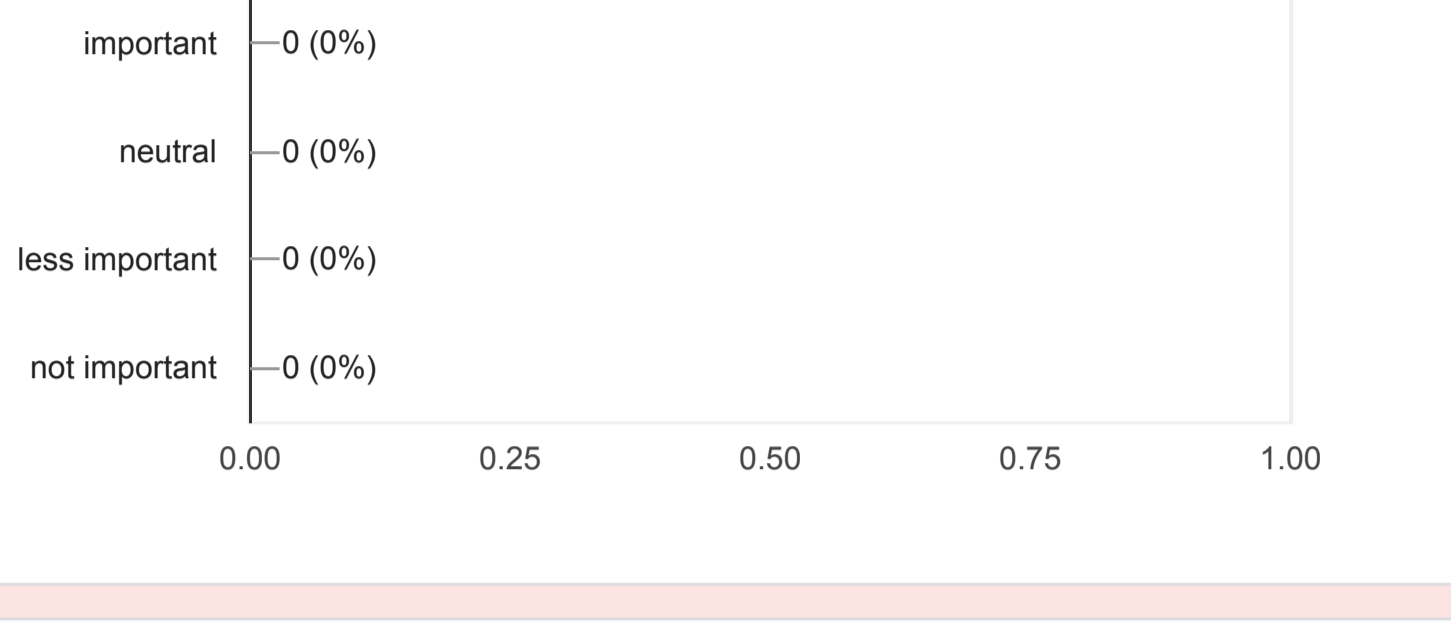 important 0 (0%)
neutral 0 (0%)
less important 0 (0%)
not important 0 (0%)
0.00 0.25 0.50 0.75 1.00